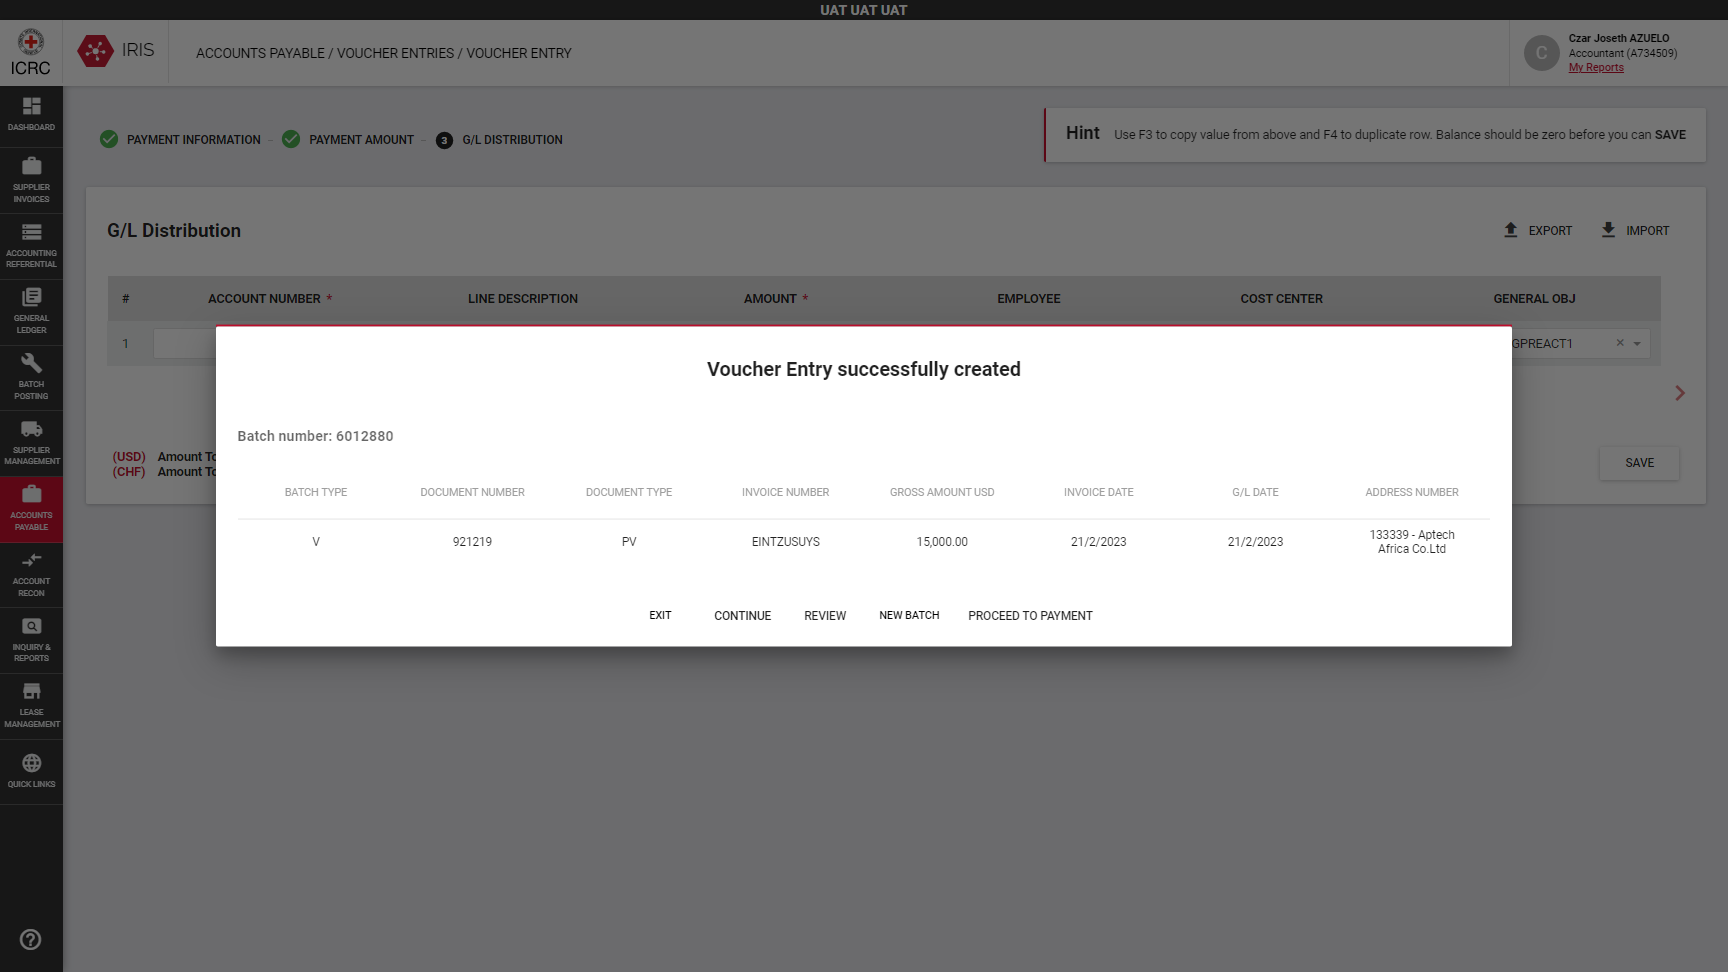 UAT UAT UAT
ICRC
IRIS
ACCOUNTS PAYABLE / VOUCHER ENTRIES / VOUCHER ENTRY
C
Czar Joseth AZUELO
Accountant (A734509)
My Reports
DASHBOARD
SUPPLIER
INVOICES
ACCOUNTING
REFERENTIAL
GENERAL
LEDGER
BATCH
POSTING
SUPPLIER
MANAGEMENT
ACCOUNTS
PAYABLE
ACCOUNT
RECON
INQUIRY &
REPORTS
LEASE
MANAGEMENT
QUICK LINKS
PAYMENT INFORMATION
PAYMENT AMOUNT
3 G/L DISTRIBUTION
Hint Use F3 to copy value from above and F4 to duplicate row. Balance should be zero before you can SAVE
G/L Distribution
EXPORT
IMPORT
# ACCOUNT NUMBER * LINE DESCRIPTION AMOUNT * EMPLOYEE COST CENTER GENERAL OBJ
1 GPREACT1
(USD) Amount To
(CHF) Amount To
SAVE
Voucher Entry successfully created
Batch number: 6012880
BATCH TYPE DOCUMENT NUMBER DOCUMENT TYPE INVOICE NUMBER GROSS AMOUNT USD INVOICE DATE G/L DATE ADDRESS NUMBER
V 921219 PV EINTZUSUYS 15,000.00 21/2/2023 21/2/2023 133339 - Aptech
Africa Co.Ltd
EXIT CONTINUE REVIEW NEW BATCH PROCEED TO PAYMENT